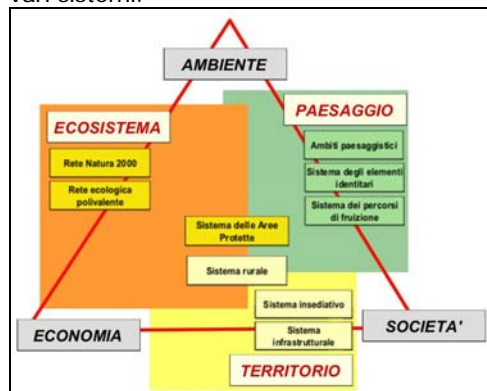 vari sistemi.
AMBIENTE
ECOSISTEMA
PAESAGGIO
Rete Natura 2000
Rete ecologica
polivalente
Ambiti paesaggistici
Sistema degli elementi
identitari
Sistema dei percorsi
di fruizione
Sistema delle Aree
Protette
Sistema rurale
Sistema insediativo
Sistema
infrastrutturale
ECONOMIA
SOCIETA'
TERRITORIO